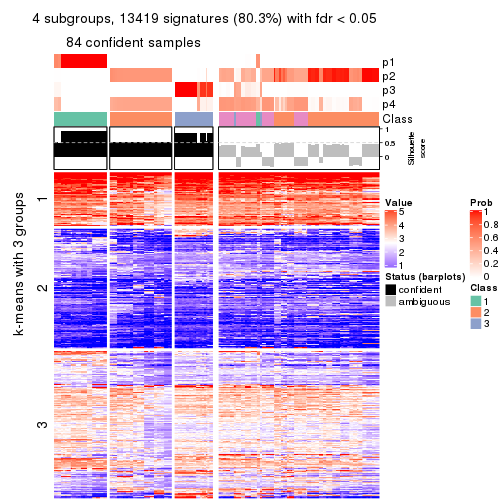 4 subgroups, 13419 signatures (80.3%) with fdr < 0.05
84 confident samples
p1
p2
p3
p4
Class
1
0.5
0
Silhouette
score
k-means with 3 groups
1
2
3
Value
5
4
3
2
1
Status (barplots)
confident
ambiguous
Prob
1
0.8
0.6
0.4
0.2
0
Class
1
2
3